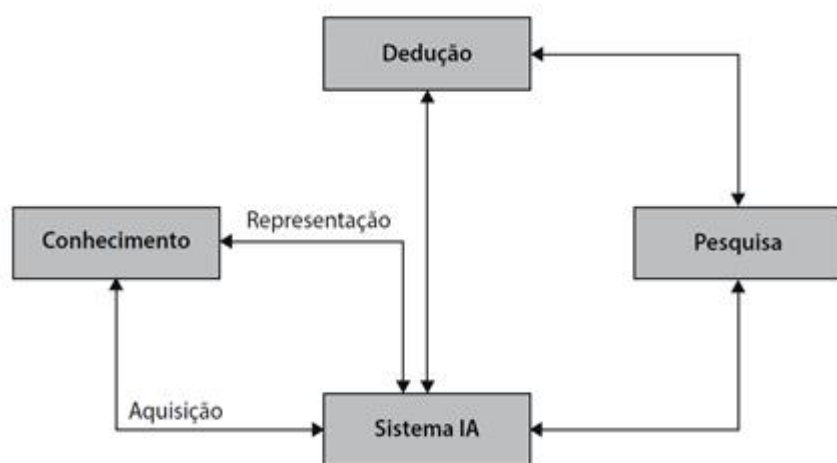 Dedução
Representação
Conhecimento
Pesquisa
Aquisição
Sistema IA